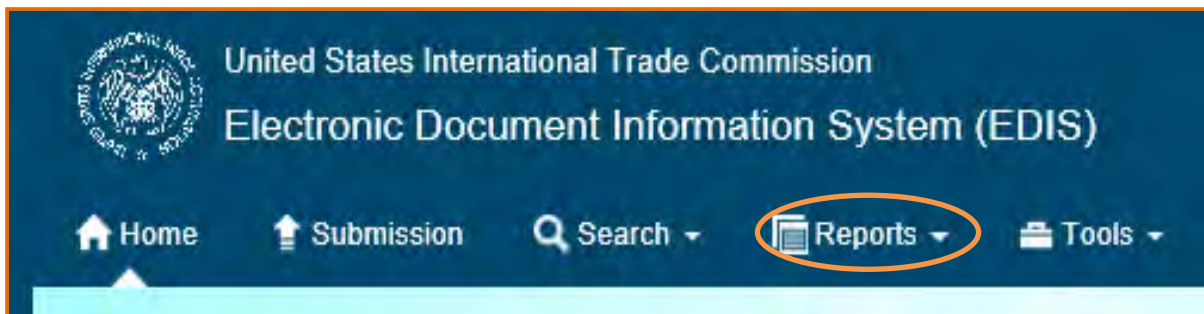 United States International Trade Commission
Electronic Document Information System (EDIS)
Home Submission Search Reports Tools